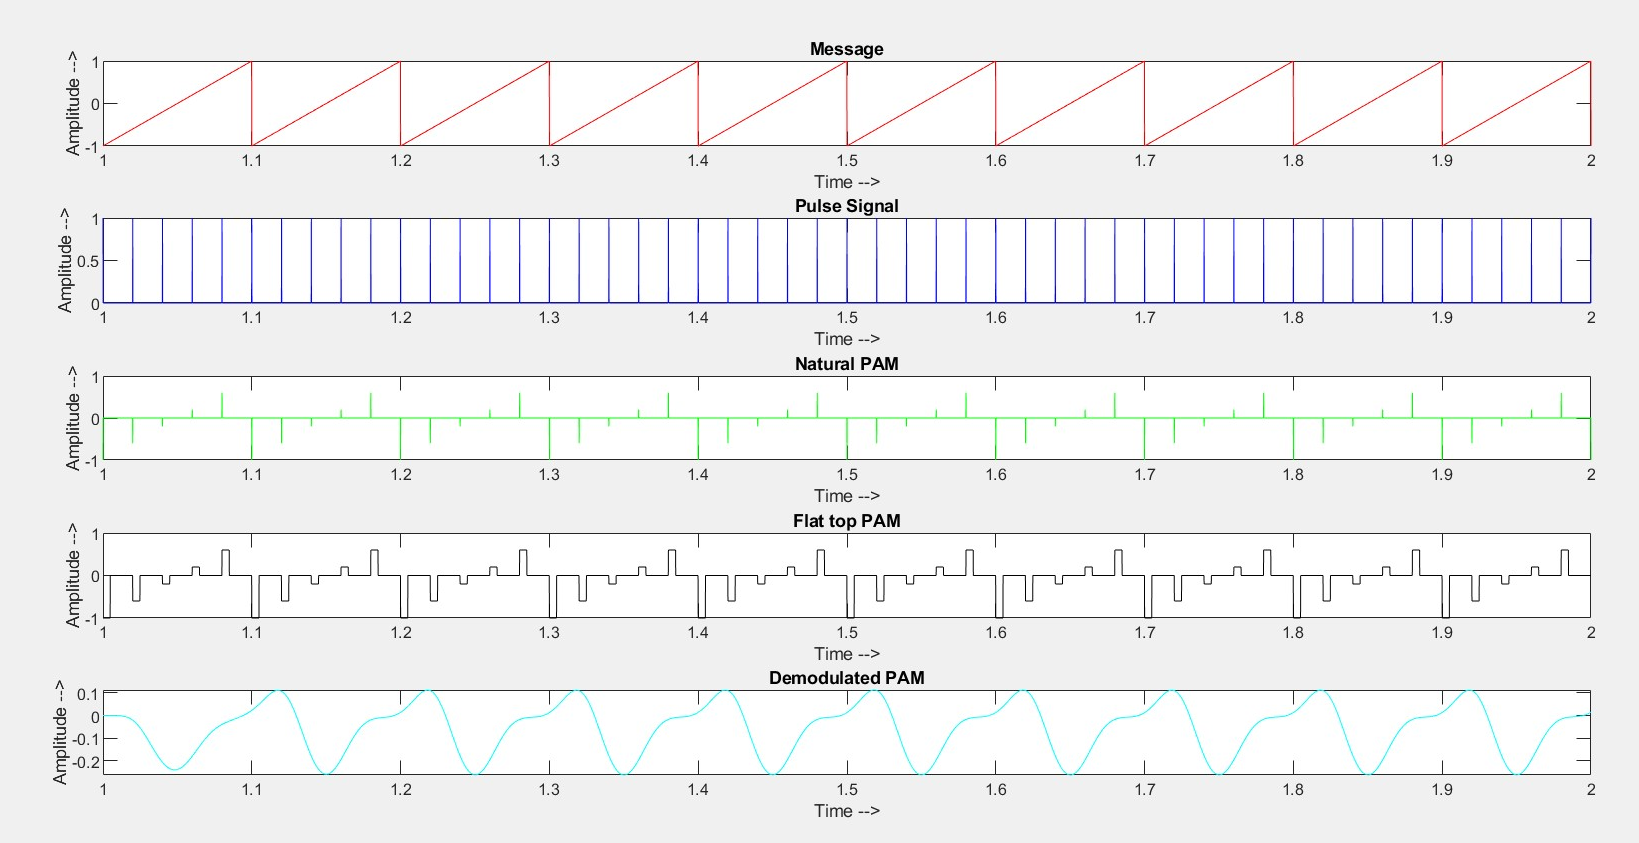 Message
Amplitude -->
1
0
-1
1 1.1 1.2 1.3 1.4 1.5 1.6 1.7 1.8 1.9 2
Time -->
Pulse Signal
Amplitude -->
1
0.5
0
1 1.1 1.2 1.3 1.4 1.5 1.6 1.7 1.8 1.9 2
Time -->
Natural PAM
Amplitude -->
1
0
-1
1 1.1 1.2 1.3 1.4 1.5 1.6 1.7 1.8 1.9 2
Time -->
Flat top PAM
Amplitude -->
1
0
-1
1 1.1 1.2 1.3 1.4 1.5 1.6 1.7 1.8 1.9 2
Time -->
Demodulated PAM
Amplitude -->
0.1
0
-0.1
-0.2
1 1.1 1.2 1.3 1.4 1.5 1.6 1.7 1.8 1.9 2
Time -->